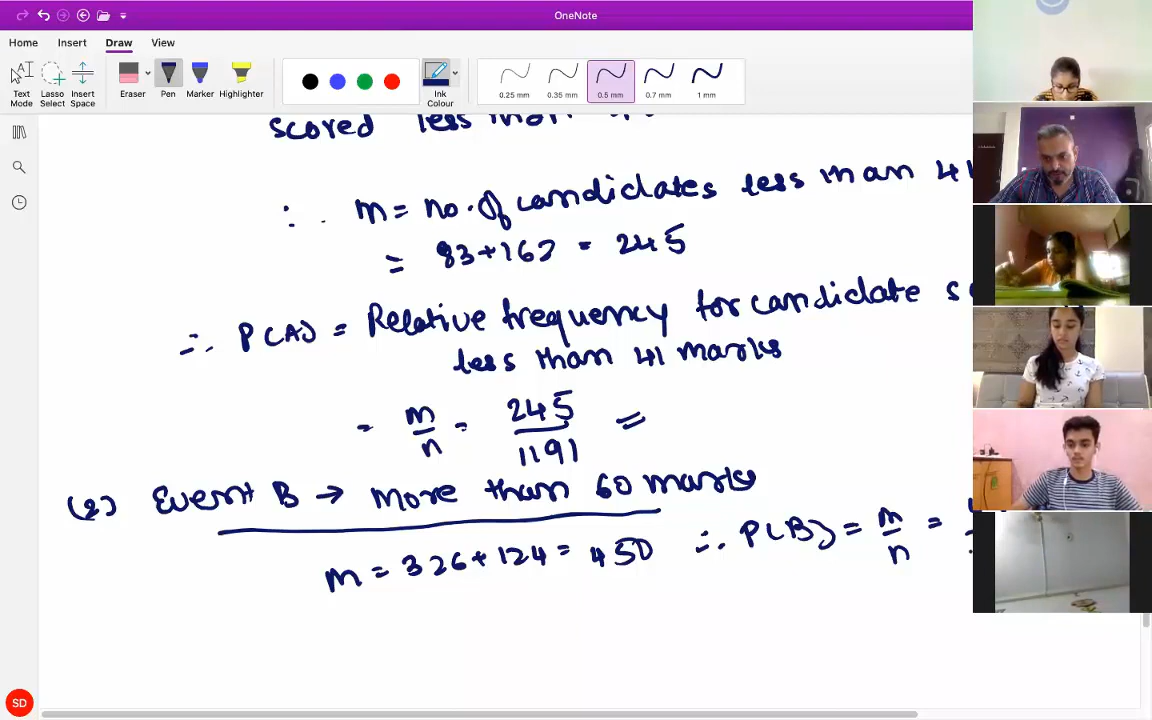 OneNote
Home Insert Draw View
Text Mode
Lasso Select
Insert Space
Eraser
Pen
Marker
Highlighter
Ink Colour
0.25 mm
0.35 mm
0.5 mm
0.7 mm
1 mm
scored less than
∴ m = no. of candidates less than 41
= 83+162 = 245
∴ P(A) = Relative frequency for candidate
less than 41 marks
= m/n = 245/1191 =
(2) Event B → More than 60 marks
m = 326+124 = 450 ∴ P(B) = m/n =
SD